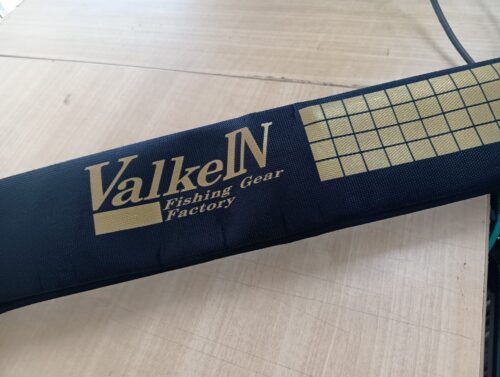 ValkeIN
Fishing Gear
Factory